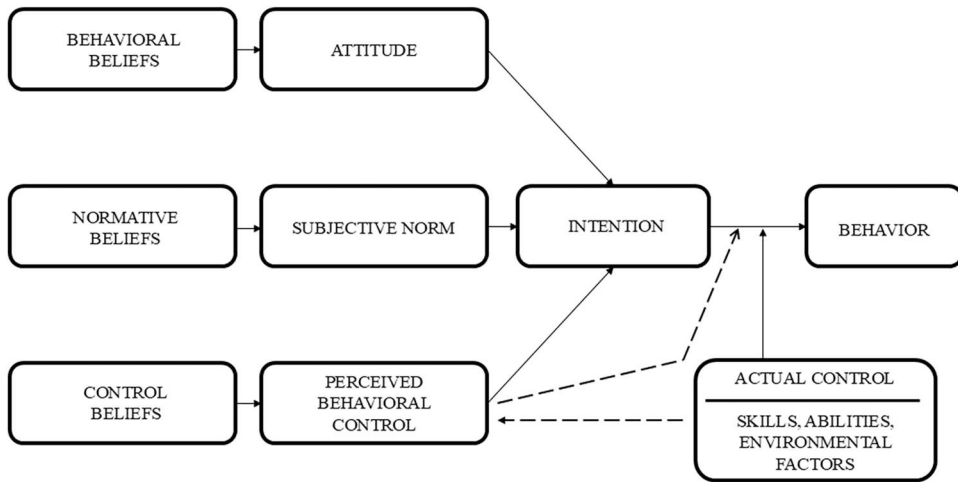 BEHAVIORAL
BELIEFS
ATTITUDE
NORMATIVE
BELIEFS
SUBJECTIVE NORM
INTENTION
BEHAVIOR
CONTROL
BELIEFS
PERCEIVED
BEHAVIORAL
CONTROL
ACTUAL CONTROL
SKILLS, ABILITIES,
ENVIRONMENTAL
FACTORS